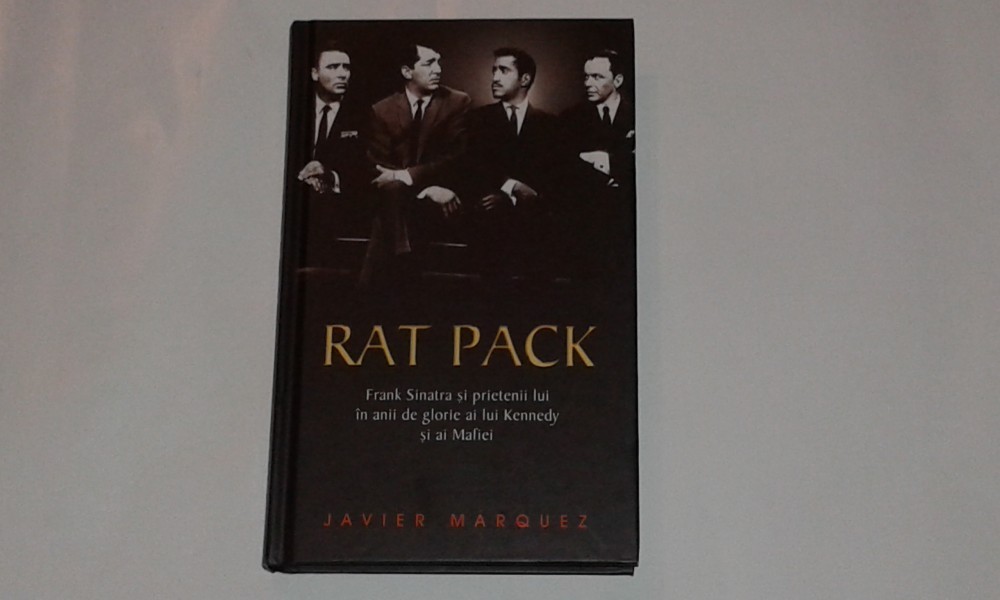 RAT PACK
Frank Sinatra și prietenii lui
în anii de glorie ai lui Kennedy
și ai Mafiei
JAVIER MARQUEZ